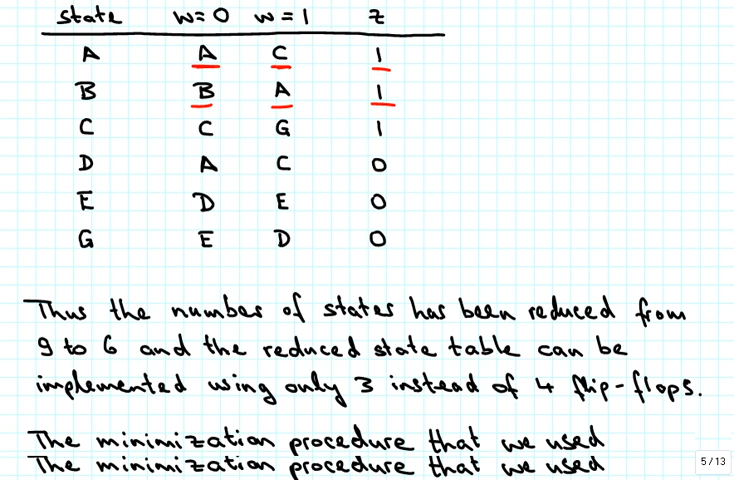 state w=0 w=1 z
A A C 1
B B A 1
C C G 1
D A C 0
E D E 0
G E D 0
Thus the number of states has been reduced from
9 to 6 and the reduced state table can be
implemented using only 3 instead of 4 flip-flops.
The minimization procedure that we used
The minimization procedure that we used
5/13